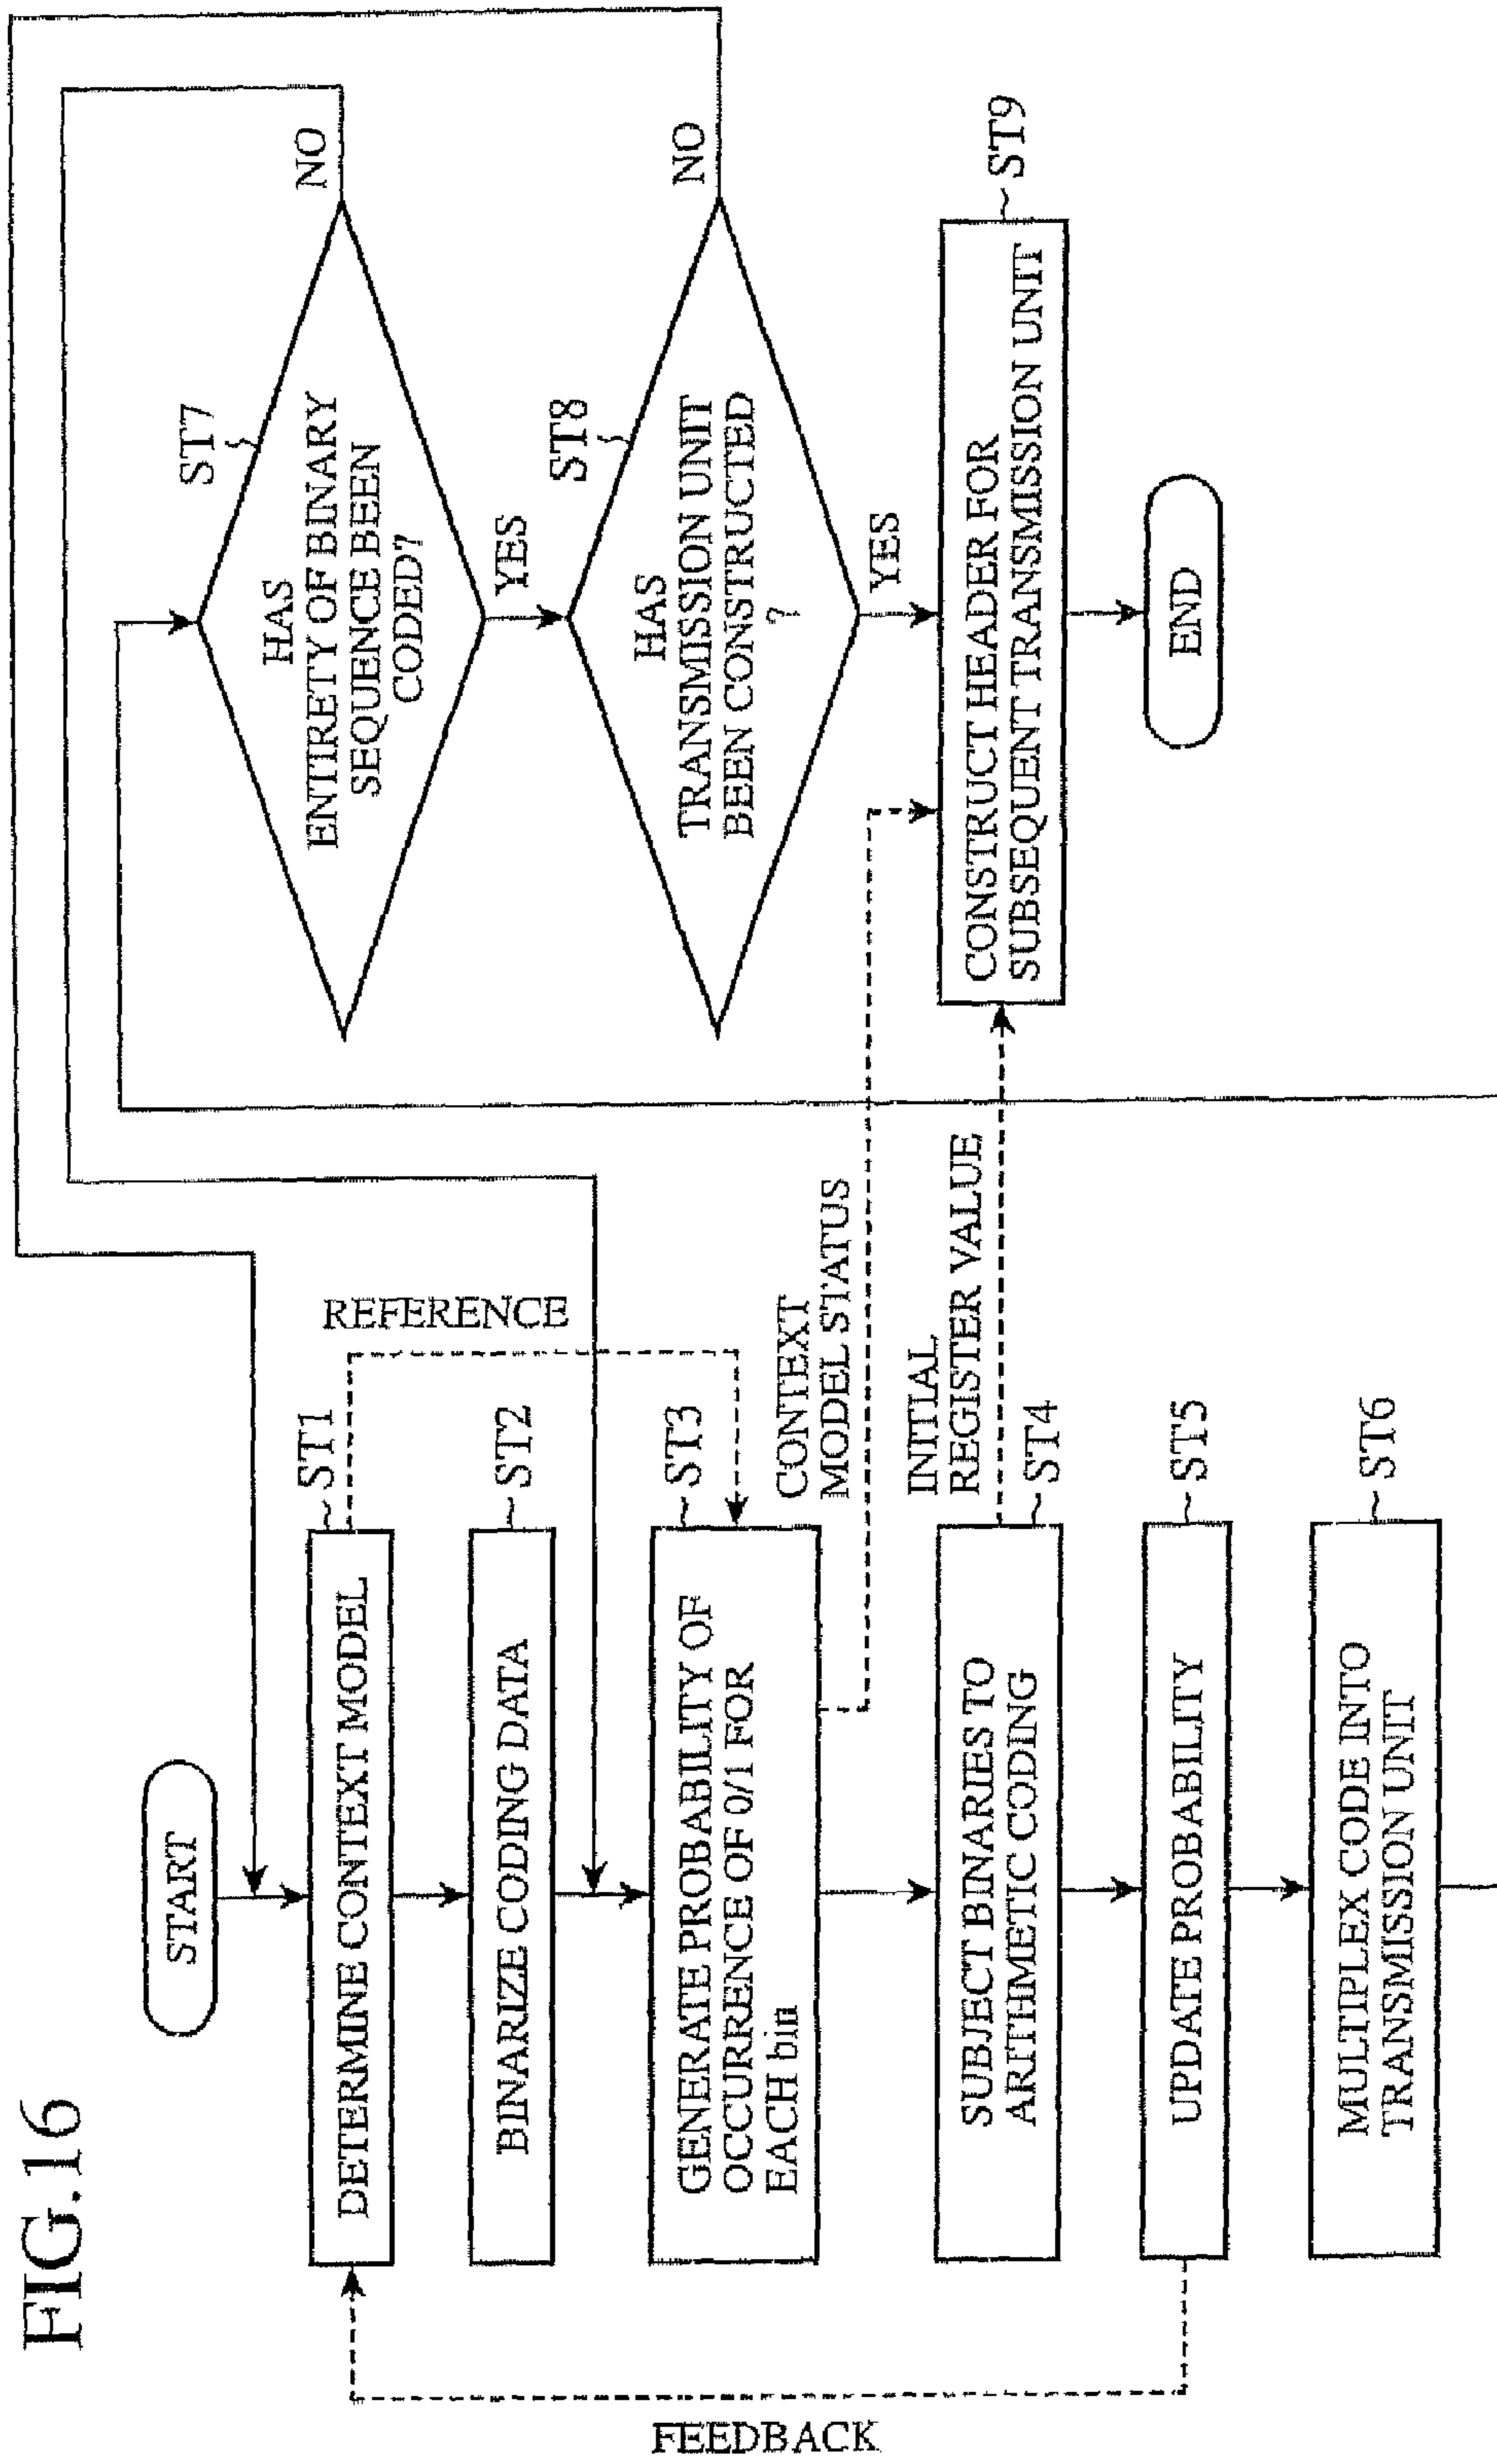 FIG.16
START
DETERMINE CONTEXT MODEL
~ST1
REFERENCE
BINARIZE CODING DATA
~ST2
GENERATE PROBABILITY OF
OCCURRENCE OF 0/1 FOR
EACH bin
~ST3
CONTEXT
MODEL STATUS
SUBJECT BINARIES TO
ARITHMETIC CODING
~ST4
INITIAL
REGISTER VALUE
UPDATE PROBABILITY
~ST5
MULTIPLEX CODE INTO
TRANSMISSION UNIT
~ST6
FEEDBACK
ST7
HAS
ENTIRETY OF BINARY
SEQUENCE BEEN
CODED?
NO
YES
ST8
HAS
TRANSMISSION UNIT
BEEN CONSTRUCTED
?
NO
YES
CONSTRUCT HEADER FOR
SUBSEQUENT TRANSMISSION UNIT
~ST9
END